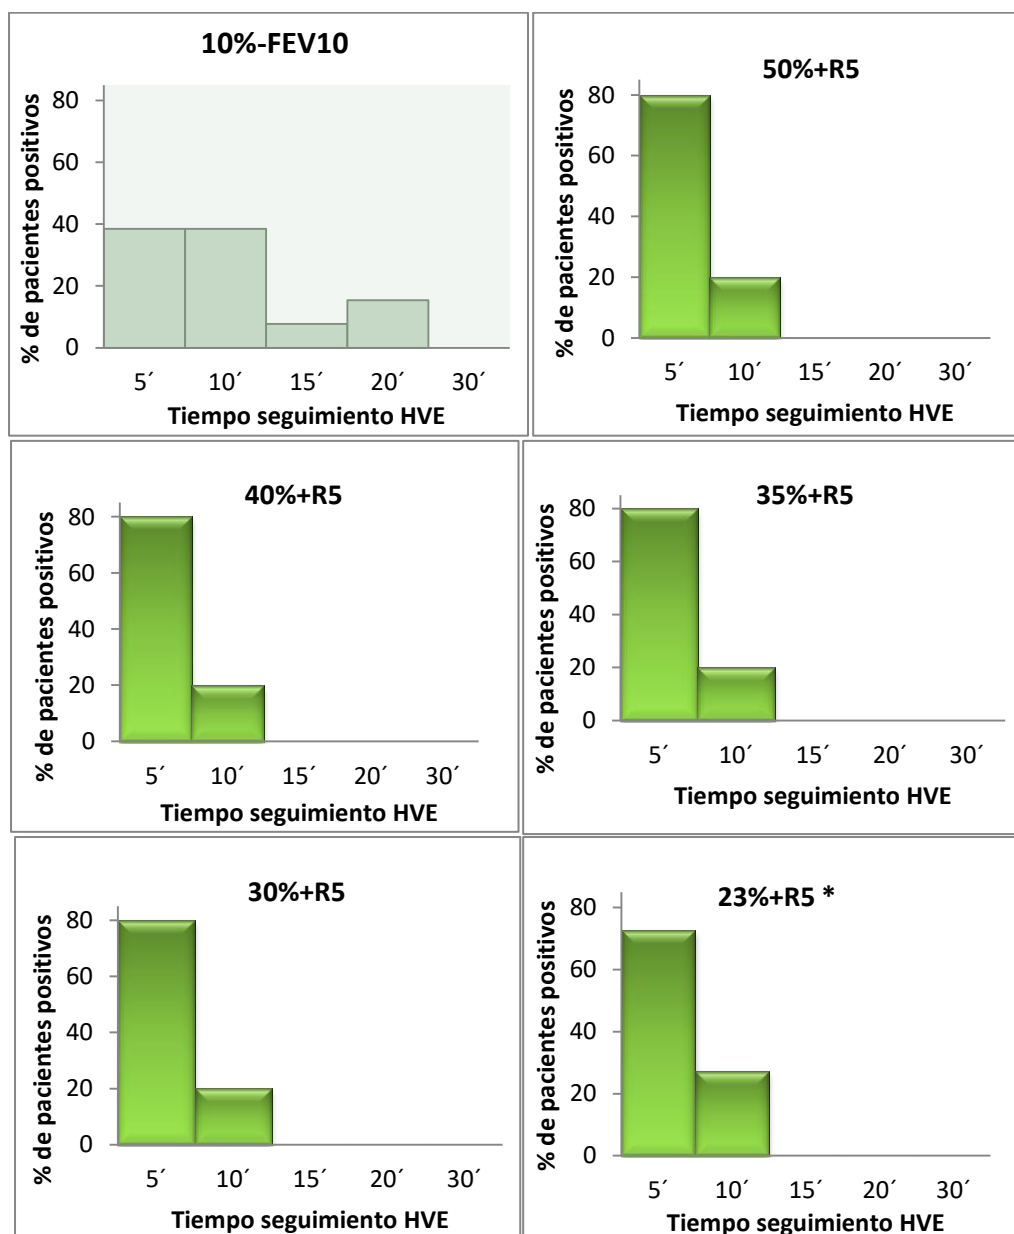 10%-FEV10
% de pacientes positivos
80
60
40
20
0
5´ 10´ 15´ 20´ 30´
Tiempo seguimiento HVE
50%+R5
% de pacientes positivos
80
60
40
20
0
5´ 10´ 15´ 20´ 30´
Tiempo seguimiento HVE
40%+R5
% de pacientes positivos
80
60
40
20
0
5´ 10´ 15´ 20´ 30´
Tiempo seguimiento HVE
35%+R5
% de pacientes positivos
80
60
40
20
0
5´ 10´ 15´ 20´ 30´
Tiempo seguimiento HVE
30%+R5
% de pacientes positivos
80
60
40
20
0
5´ 10´ 15´ 20´ 30´
Tiempo seguimiento HVE
23%+R5 *
% de pacientes positivos
80
60
40
20
0
5´ 10´ 15´ 20´ 30´
Tiempo seguimiento HVE